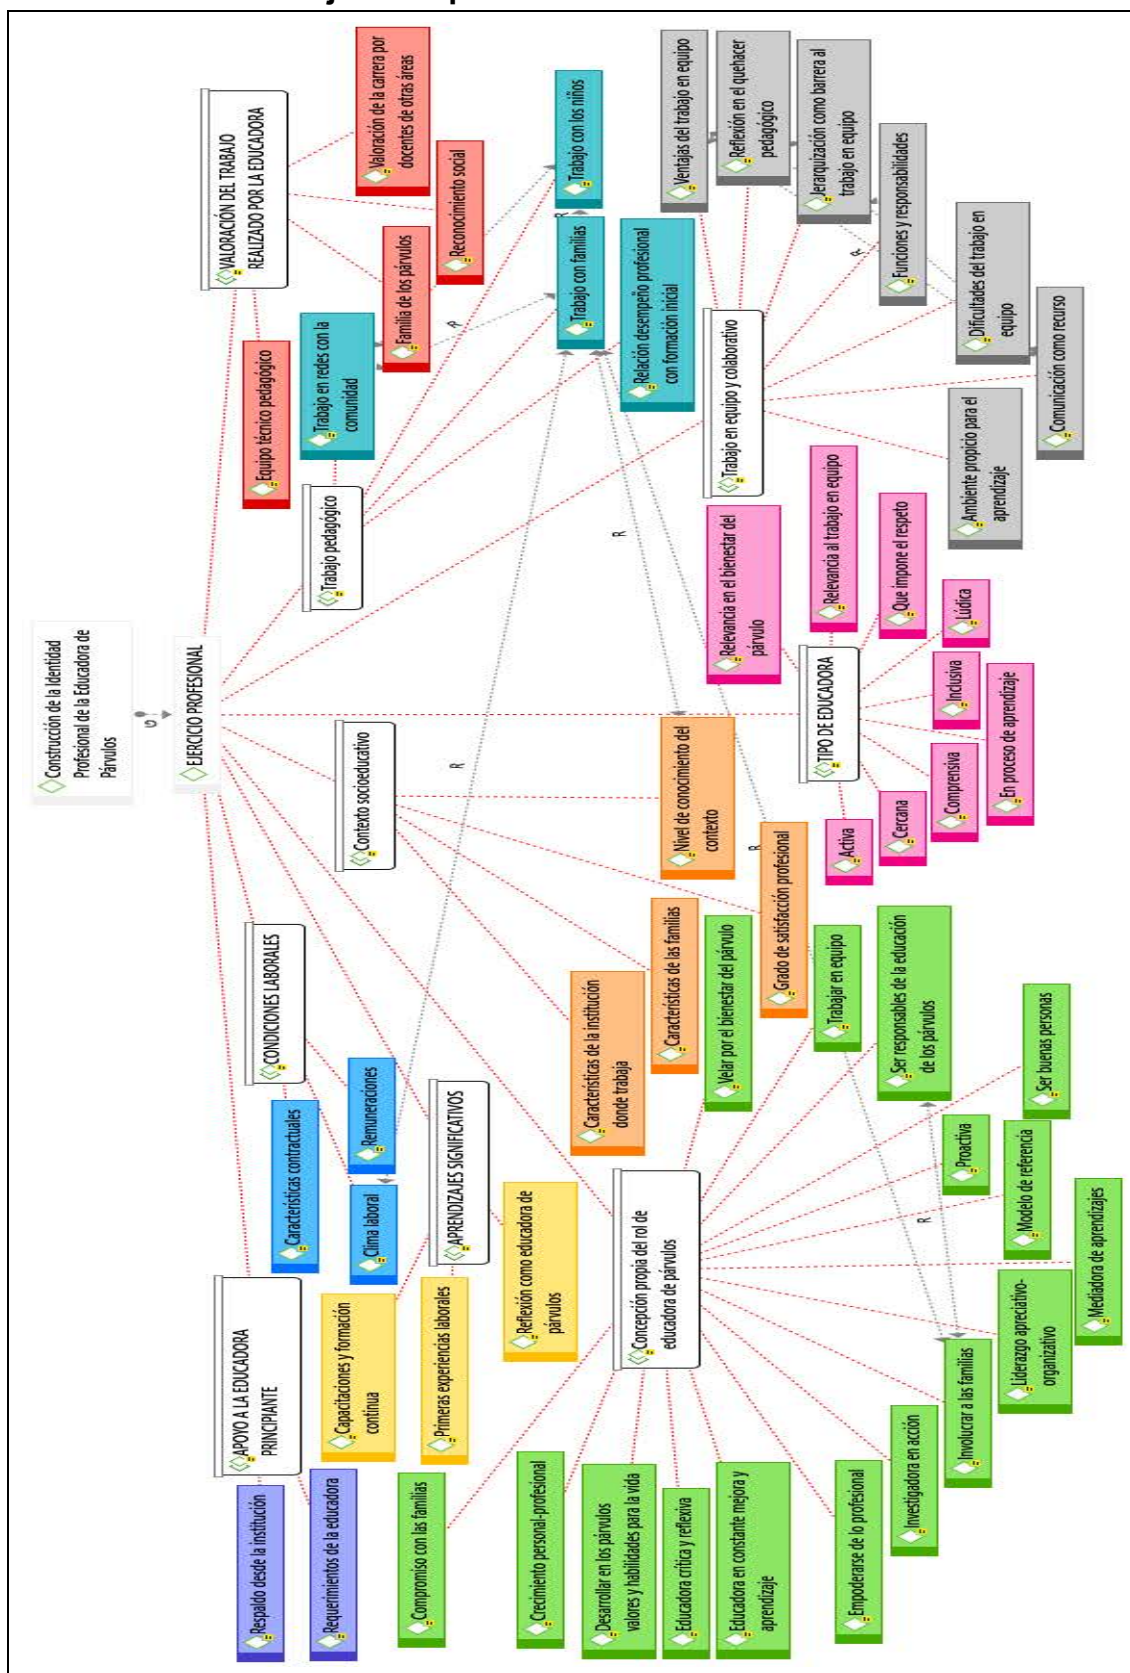 Construcción de la Identidad
Profesional de la Educadora de
Párvulos
G
EJERCICIO PROFESIONAL
APOYO A LA EDUCADORA
PRINCIPIANTE
Respaldo desde la institución
Requerimientos de la educadora
CONDICIONES LABORALES
Características contractuales
Remuneraciones
Clima laboral
APRENDIZAJES SIGNIFICATIVOS
Capacitaciones y formación
continua
Primeras experiencias laborales
Reflexión como educadora de
párvulos
Concepción propia del rol de
educadora de párvulos
Compromiso con las familias
Crecimiento personal-profesional
Desarrollar en los párvulos
valores y habilidades para la vida
Educadora crítica y reflexiva
Educadora en constante mejora y
aprendizaje
Empoderarse de lo profesional
Investigadora en acción
Involucrar a las familias
Liderazgo apreciativo-
organizativo
Mediadora de aprendizajes
Modelo de referencia
Proactiva
Ser buenas personas
Ser responsables de la educación
de los párvulos
Trabajar en equipo
Velar por el bienestar del párvulo
R
Contexto socioeducativo
Características de la institución
donde trabaja
Características de las familias
Grado de satisfacción profesional
Nivel de conocimiento del
contexto
R
R
R
TIPO DE EDUCADORA
Activa
Cercana
Comprensiva
En proceso de aprendizaje
Inclusiva
Lúdica
Que impone el respeto
Relevancia al trabajo en equipo
Relevancia en el bienestar del
párvulo
Trabajo en equipo y colaborativo
Ambiente propicio para el
aprendizaje
Comunicación como recurso
Dificultades del trabajo en
equipo
Funciones y responsabilidades
Jerarquización como barrera al
trabajo en equipo
Reflexión en el quehacer
pedagógico
Ventajas del trabajo en equipo
R
Trabajo pedagógico
Trabajo en redes con la
comunidad
Trabajo con familias
Trabajo con los niños
Relación desempeño profesional
con formación inicial
R
R
VALORACIÓN DEL TRABAJO
REALIZADO POR LA EDUCADORA
Equipo técnico pedagógico
Familia de los párvulos
Reconocimiento social
Valoración de la carrera por
docentes de otras áreas